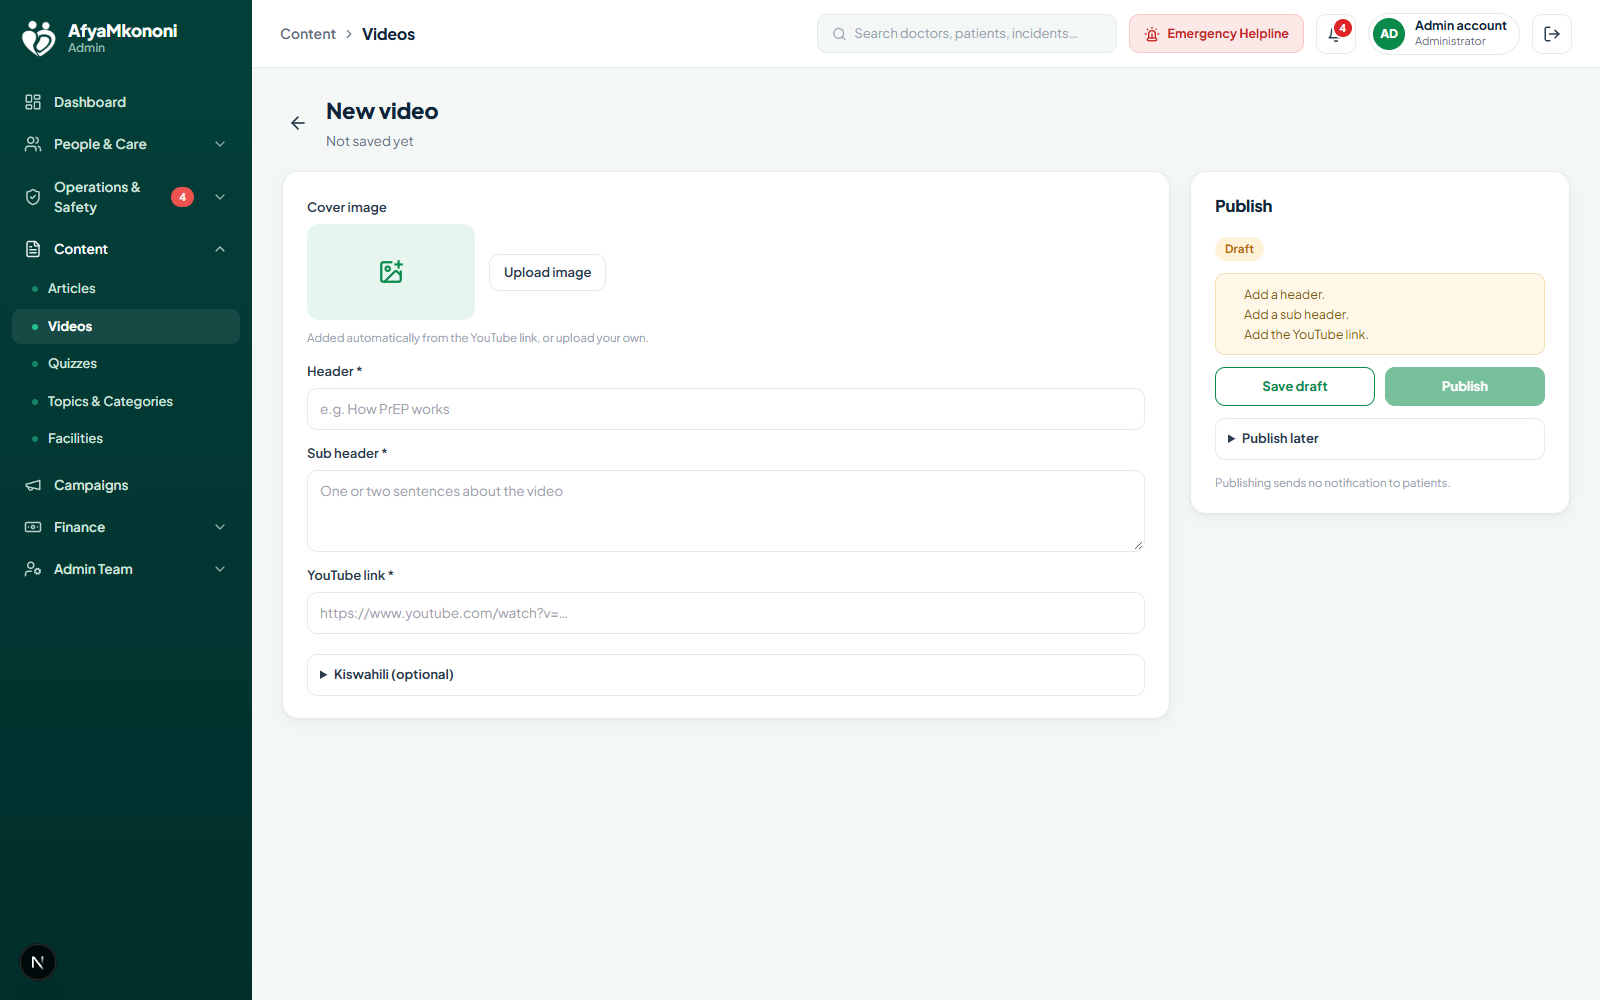 AfyaMkononi
Admin
Dashboard
People & Care
Operations & Safety
4
Content
Articles
Videos
Quizzes
Topics & Categories
Facilities
Campaigns
Finance
Admin Team
N
Content > Videos
Search doctors, patients, incidents...
Emergency Helpline
4
AD
Admin account
Administrator
New video
Not saved yet
Cover image
Upload image
Added automatically from the YouTube link, or upload your own.
Header *
e.g. How PrEP works
Sub header *
One or two sentences about the video
YouTube link *
https://www.youtube.com/watch?v=...
Kiswahili (optional)
Publish
Draft
Add a header.
Add a sub header.
Add the YouTube link.
Save draft
Publish
Publish later
Publishing sends no notification to patients.